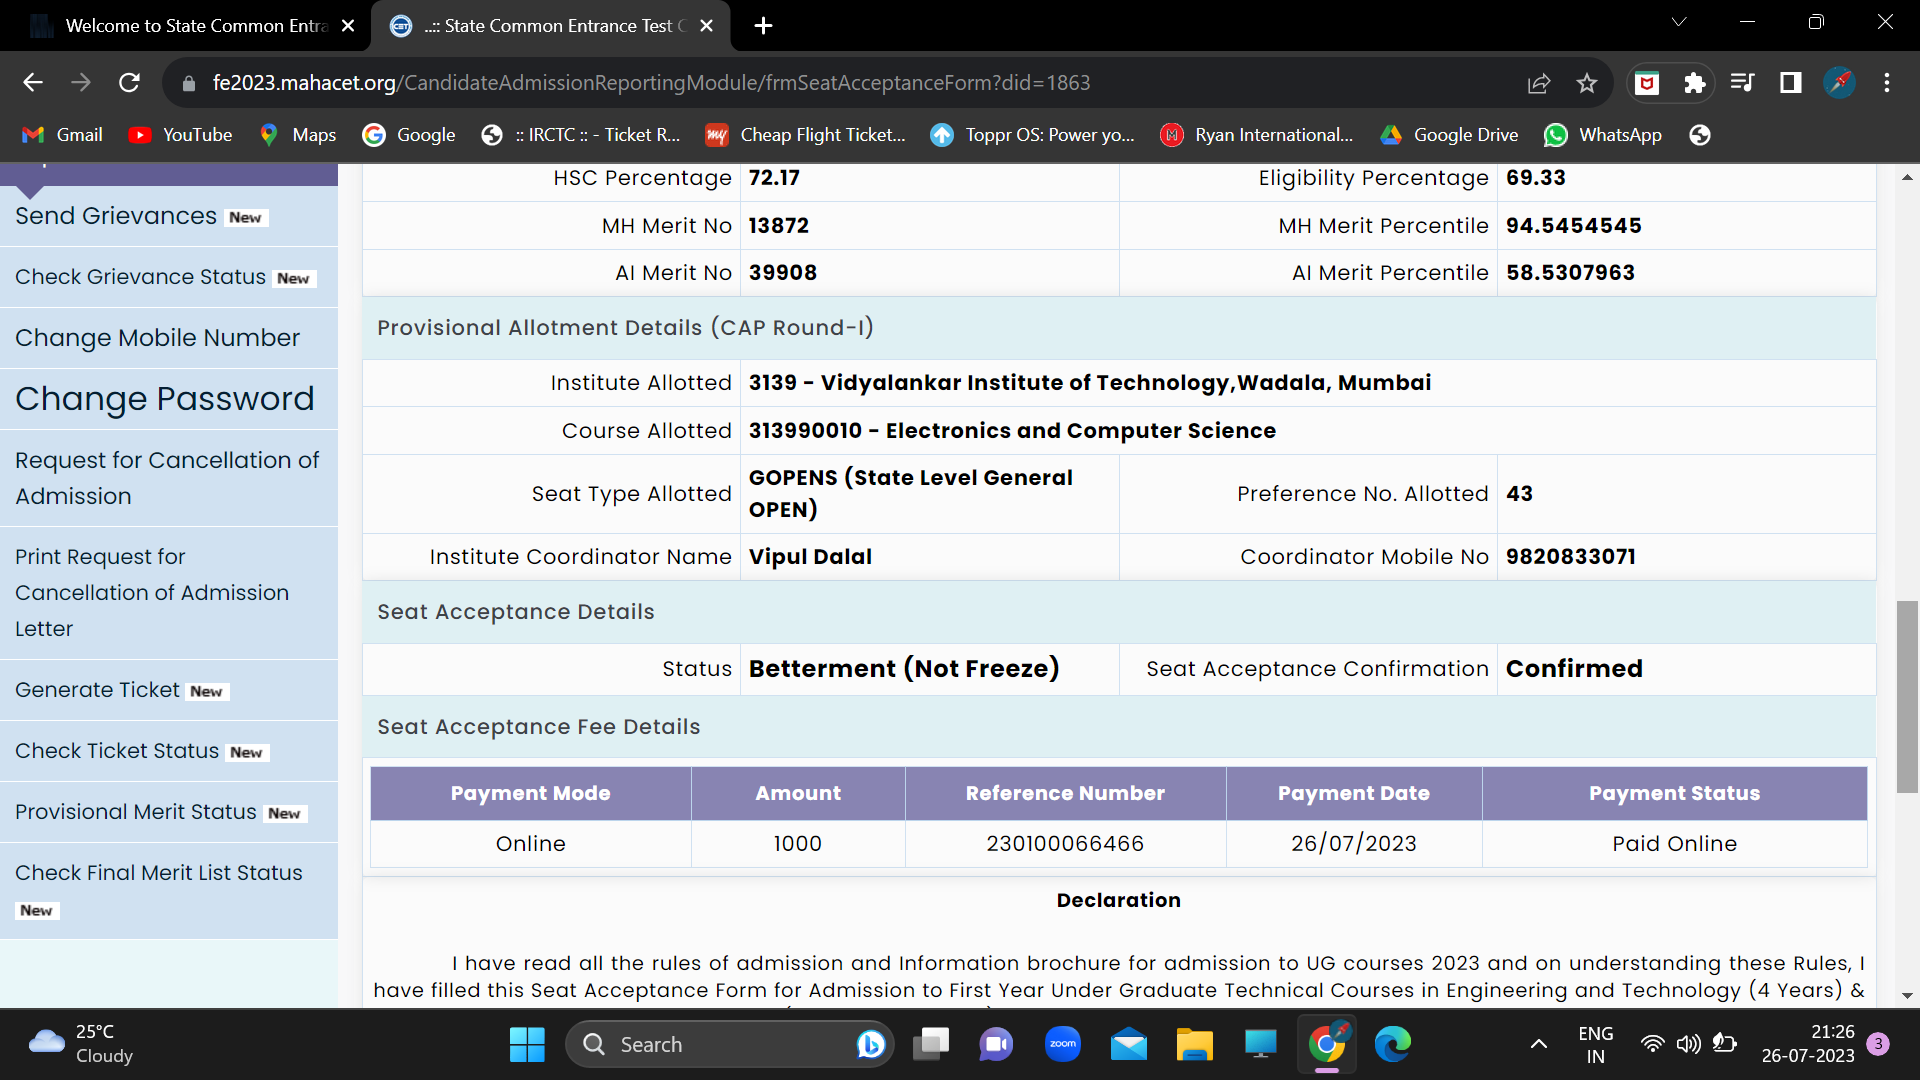 Welcome to State Common Entra
..:: State Common Entrance Test C
fe2023.mahacet.org/CandidateAdmissionReportingModule/frmSeatAcceptanceForm?did=1863
Gmail YouTube Maps Google :: IRCTC :: - Ticket R... my Cheap Flight Ticket... Toppr OS: Power yo... Ryan International... Google Drive WhatsApp
Send Grievances New
Check Grievance Status New
Change Mobile Number
Change Password
Request for Cancellation of
Admission
Print Request for
Cancellation of Admission
Letter
Generate Ticket New
Check Ticket Status New
Provisional Merit Status New
Check Final Merit List Status
New
HSC Percentage 72.17 Eligibility Percentage 69.33
MH Merit No 13872 MH Merit Percentile 94.5454545
AI Merit No 39908 AI Merit Percentile 58.5307963
Provisional Allotment Details (CAP Round-I)
Institute Allotted 3139 - Vidyalankar Institute of Technology,Wadala, Mumbai
Course Allotted 313990010 - Electronics and Computer Science
Seat Type Allotted GOPENS (State Level General
OPEN) Preference No. Allotted 43
Institute Coordinator Name Vipul Dalal Coordinator Mobile No 9820833071
Seat Acceptance Details
Status Betterment (Not Freeze) Seat Acceptance Confirmation Confirmed
Seat Acceptance Fee Details
Payment Mode Amount Reference Number Payment Date Payment Status
Online 1000 230100066466 26/07/2023 Paid Online
Declaration
I have read all the rules of admission and Information brochure for admission to UG courses 2023 and on understanding these Rules, I
have filled this Seat Acceptance Form for Admission to First Year Under Graduate Technical Courses in Engineering and Technology (4 Years) &
25°C
Cloudy
Search
zoom
ENG
IN
21:26
26-07-2023
3